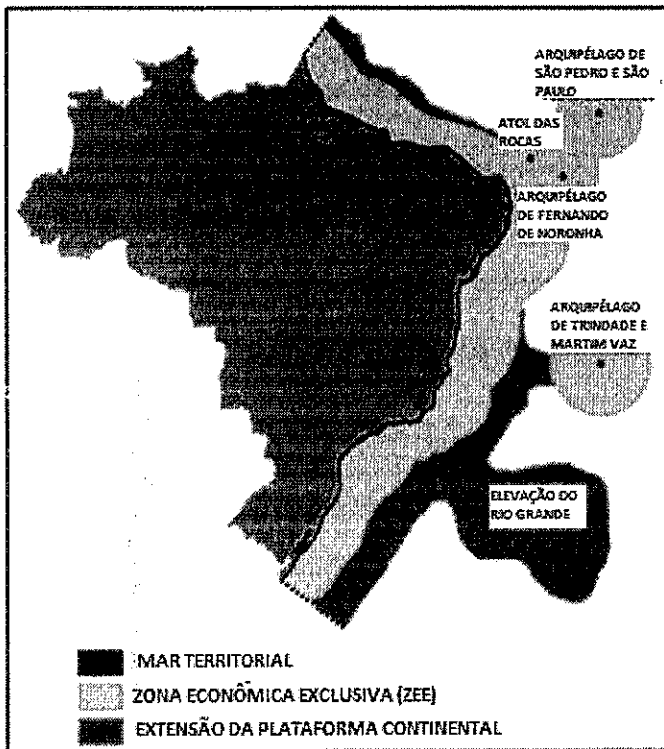 ARQUIPÉLAGO DE
SÃO PEDRO E SÃO
PAULO
ATOL DAS
ROCAS
ARQUIPÉLAGO
DE FERNANDO
DE NORONHA
ARQUIPÉLAGO
DE TRINDADE E
MARTIM VAZ
ELEVAÇÃO DO
RIO GRANDE
MAR TERRITORIAL
ZONA ECONÔMICA EXCLUSIVA (ZEE)
EXTENSÃO DA PLATAFORMA CONTINENTAL